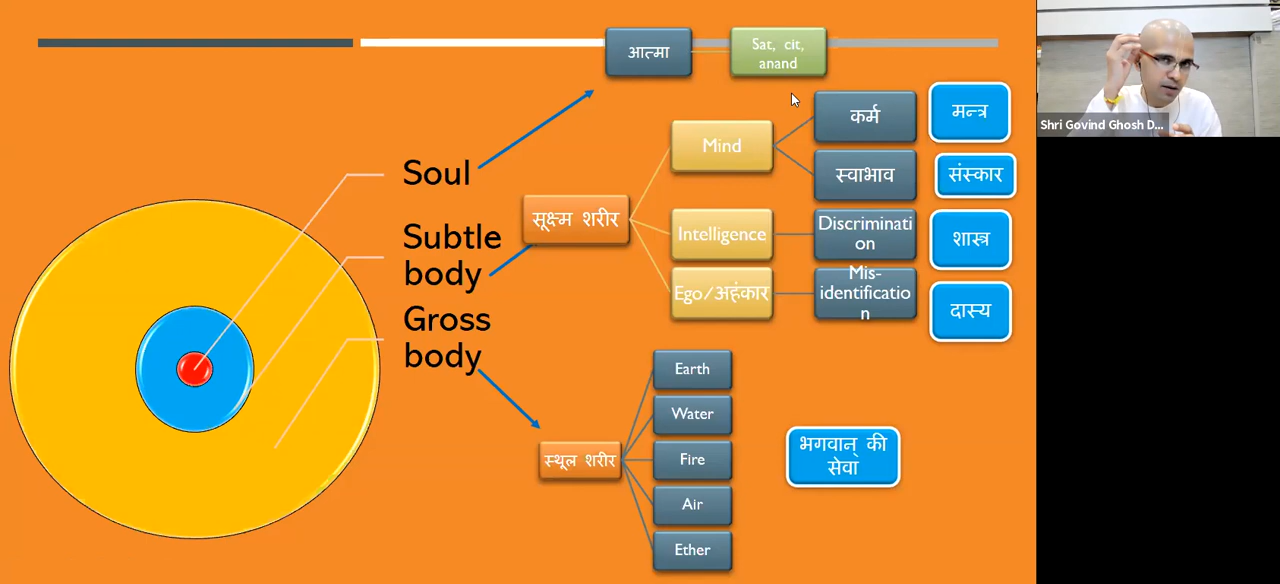 आत्मा
Sat, cit,
anand
Shri Govind Ghosh D...
Soul
Subtle
body
Gross
body
सूक्ष्म शरीर
Mind
Intelligence
Ego/अहंकार
कर्म
स्वाभाव
Discriminati
on
Mis-
identificatio
n
मन्त्र
संस्कार
शास्त्र
दास्य
स्थूल शरीर
Earth
Water
Fire
Air
Ether
भगवान् की
सेवा